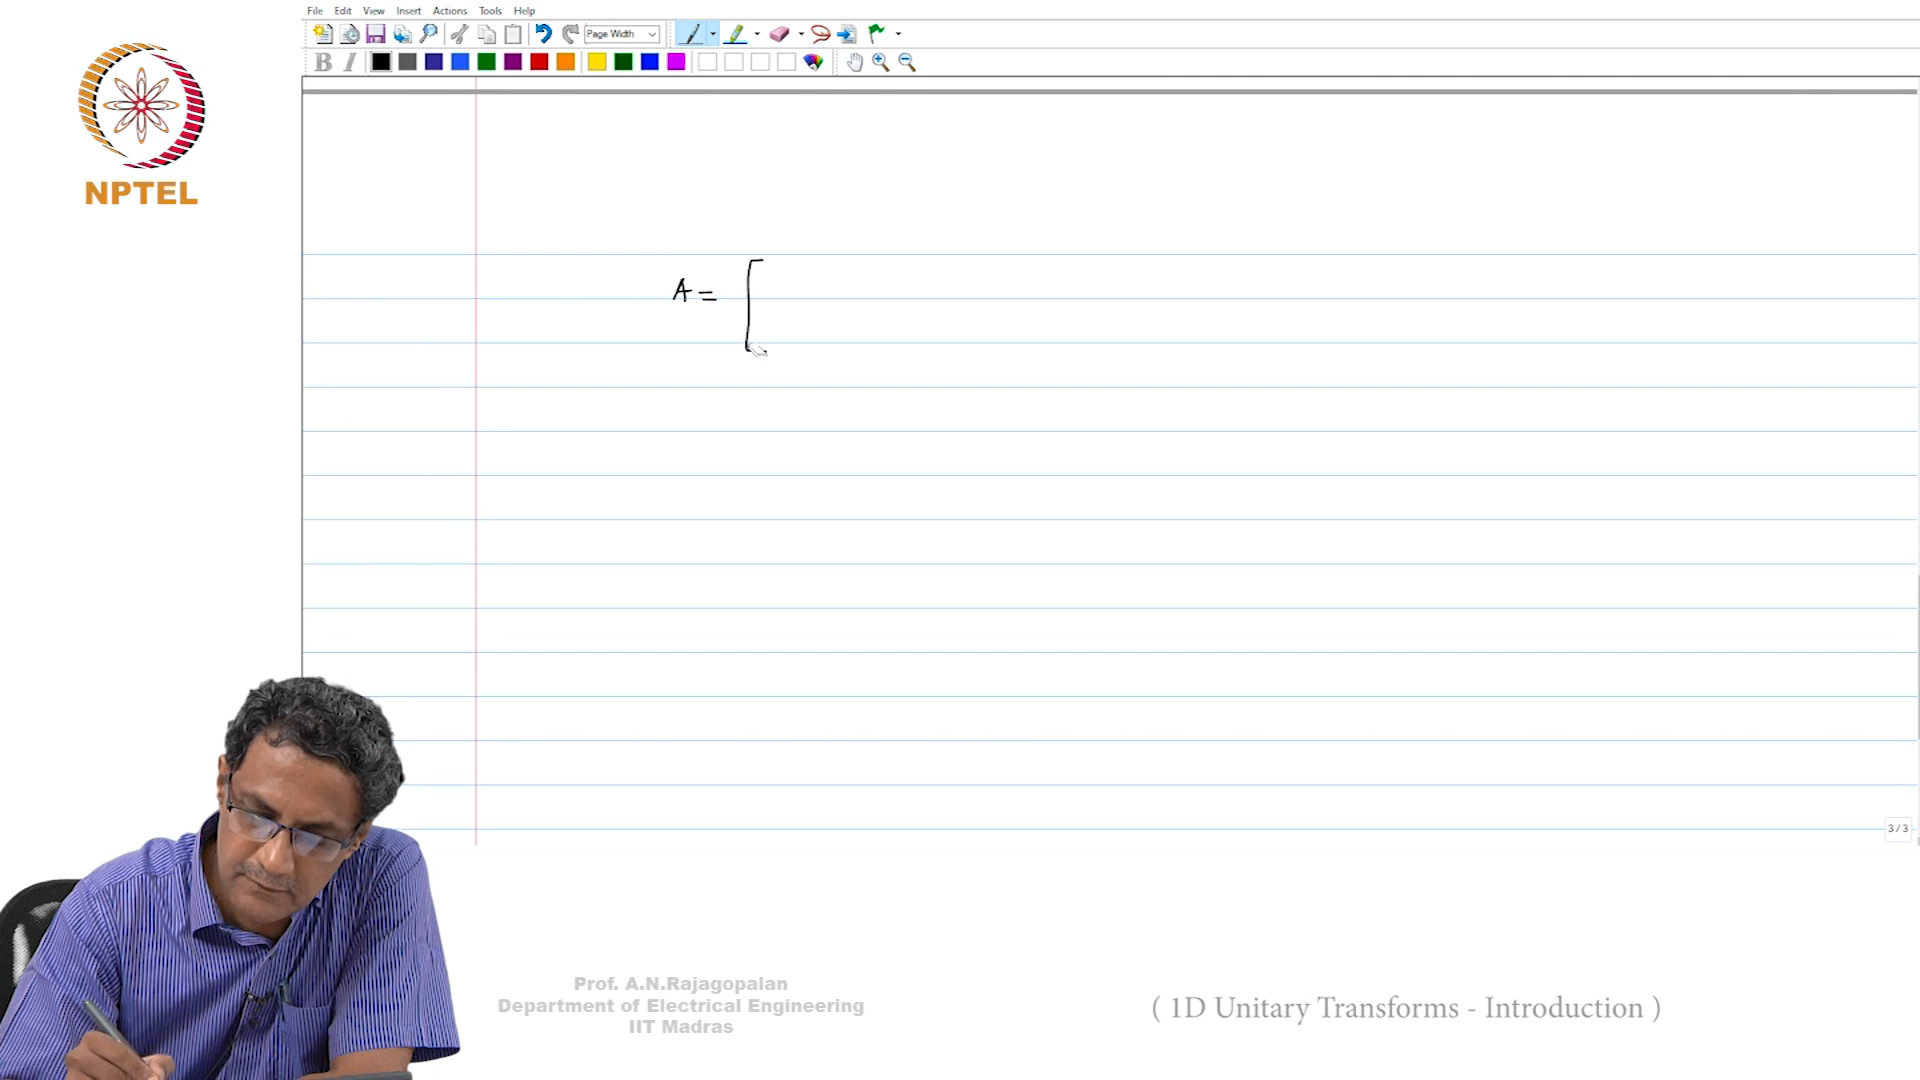 File Edit View Insert Actions Tools Help
Page Width
B I
NPTEL
A = [
3 / 3
Prof. A.N.Rajagopalan
Department of Electrical Engineering
IIT Madras
( 1D Unitary Transforms - Introduction )